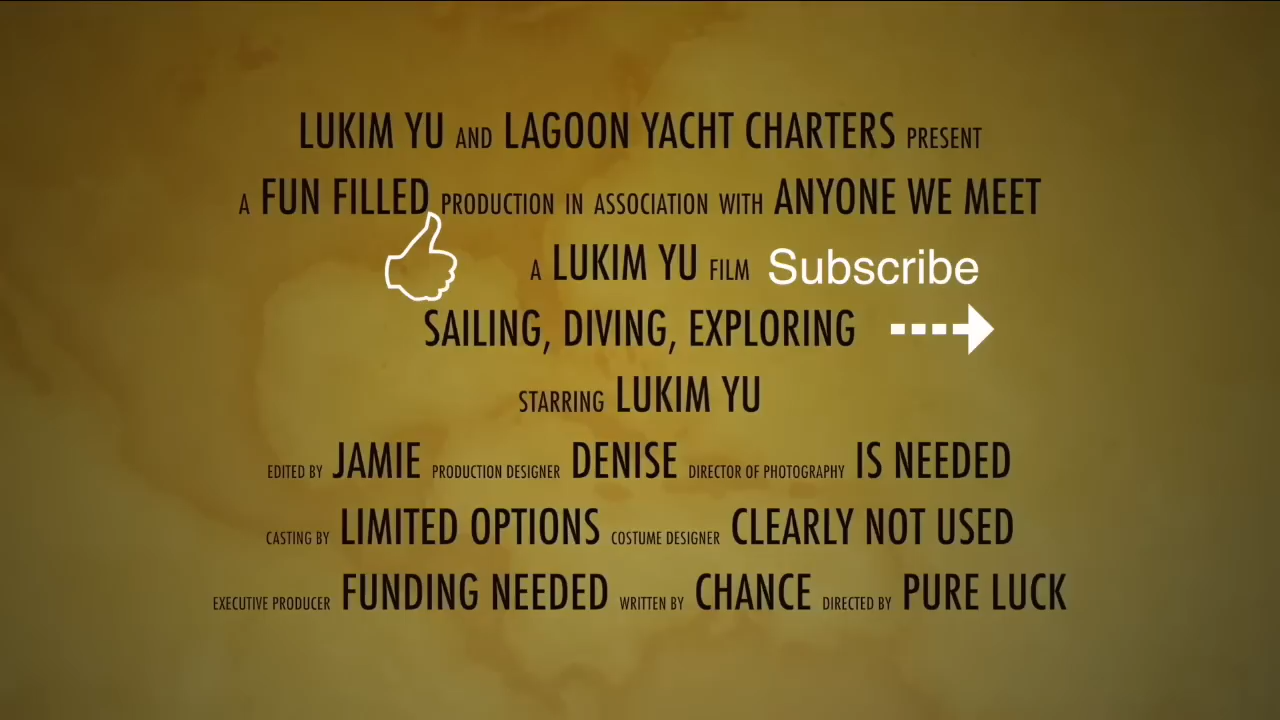 LUKIM YU AND LAGOON YACHT CHARTERS PRESENT
A FUN FILLED PRODUCTION IN ASSOCIATION WITH ANYONE WE MEET
A LUKIM YU FILM Subscribe
SAILING, DIVING, EXPLORING
STARRING LUKIM YU
EDITED BY JAMIE PRODUCTION DESIGNER DENISE DIRECTOR OF PHOTOGRAPHY IS NEEDED
CASTING BY LIMITED OPTIONS COSTUME DESIGNER CLEARLY NOT USED
EXECUTIVE PRODUCER FUNDING NEEDED WRITTEN BY CHANCE DIRECTED BY PURE LUCK